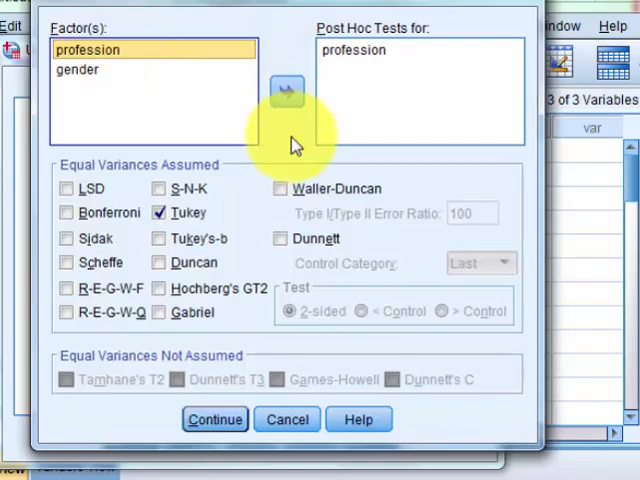 Edit
indow
Help
Factor(s):
Post Hoc Tests for:
profession
profession
gender
3 of 3 Variables
var
Equal Variances Assumed
LSD
S-N-K
Waller-Duncan
Bonferroni
Tukey
Type I/Type II Error Ratio:
100
Sidak
Tukey's-b
Dunnett
Scheffe
Duncan
Control Category:
Last
R-E-G-W-F
Hochberg's GT2
Test
R-E-G-W-Q
Gabriel
2-sided
< Control
> Control
Equal Variances Not Assumed
Tamhane's T2
Dunnett's T3
Games-Howell
Dunnett's C
Continue
Cancel
Help